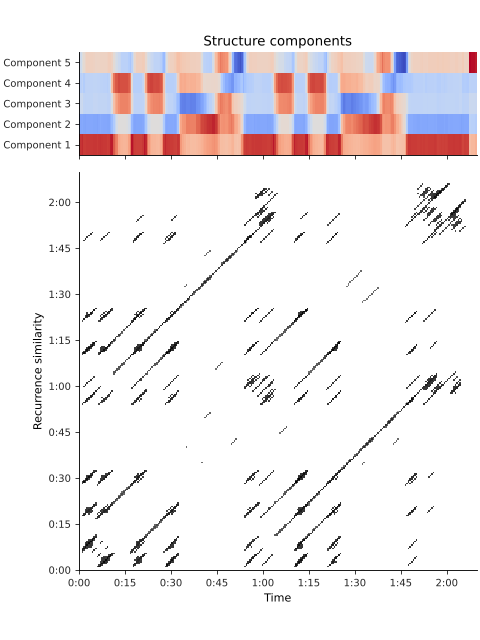 Structure components
Component 5
Component 4
Component 3
Component 2
Component 1
2:00
1:45
1:30
1:15
1:00
0:45
0:30
0:15
0:00
Recurrence similarity
0:00 0:15 0:30 0:45 1:00 1:15 1:30 1:45 2:00
Time